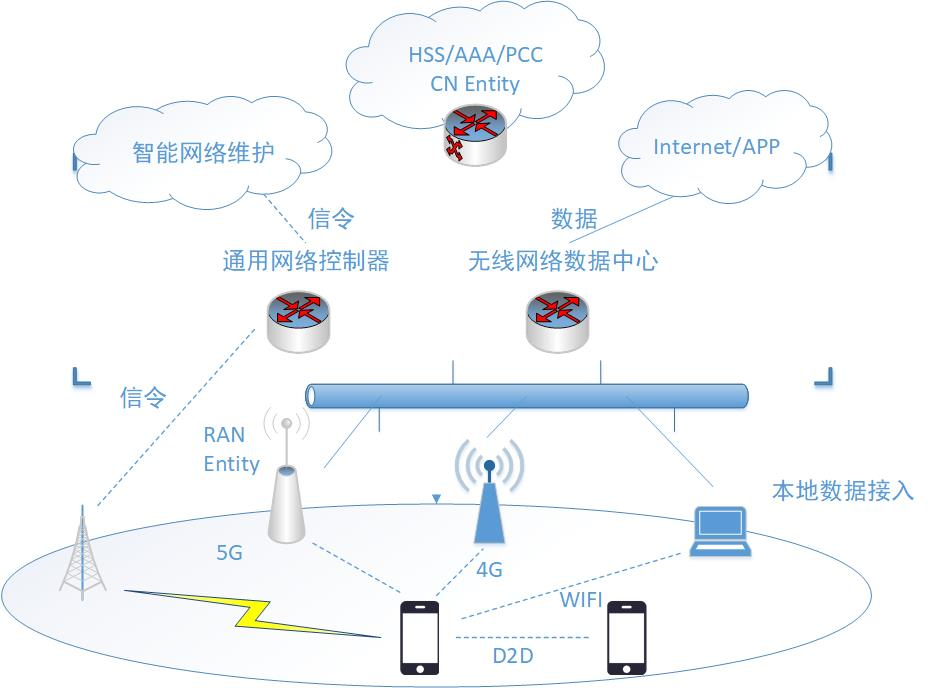 HSS/AAA/PCC
CN Entity
智能网络维护
Internet/APP
信令
数据
通用网络控制器
无线网络数据中心
信令
RAN
Entity
本地数据接入
5G
4G
WIFI
D2D